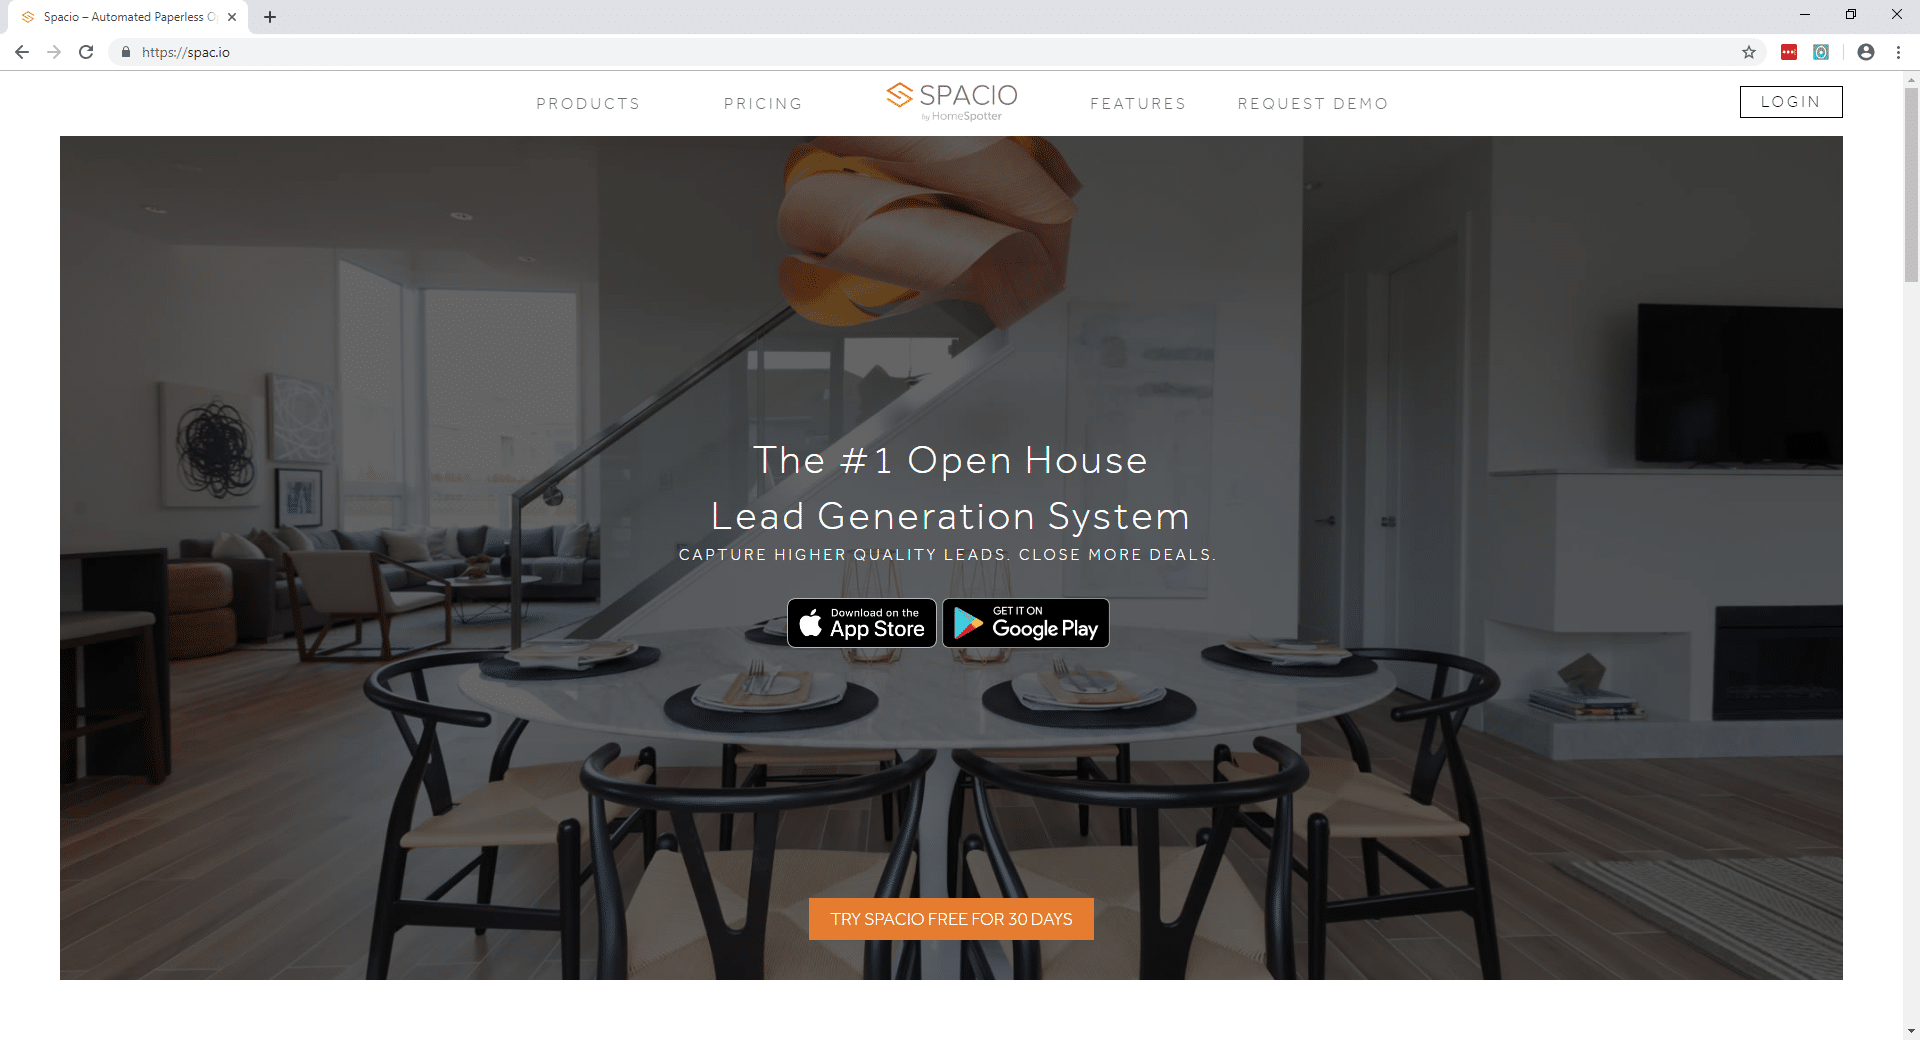 Spacio – Automated Paperless O
https://spac.io
PRODUCTS
PRICING
SPACIO
by HomeSpotter
FEATURES
REQUEST DEMO
LOGIN
The #1 Open House
Lead Generation System
CAPTURE HIGHER QUALITY LEADS. CLOSE MORE DEALS.
Download on the
App Store
GET IT ON
Google Play
TRY SPACIO FREE FOR 30 DAYS